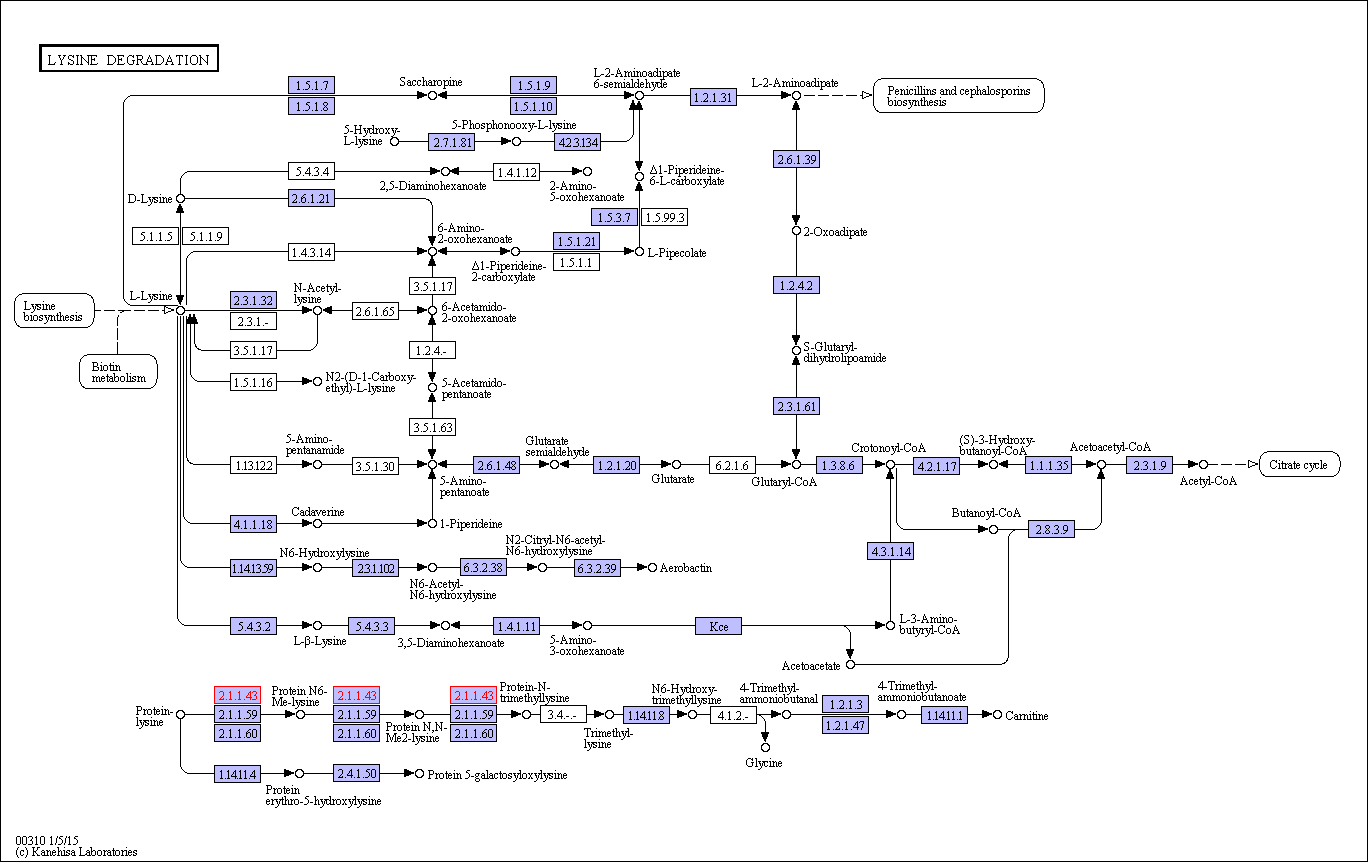 LYSINE DEGRADATION
1.5.1.7
1.5.1.8
Saccharopine
1.5.1.9
1.5.1.10
L-2-Aminoadipate
6-semialdehyde
1.2.1.31
L-2-Aminoadipate
Penicillins and cephalosporins
biosynthesis
5-Hydroxy-
L-lysine
2.7.1.81
5-Phosphonooxy-L-lysine
4.2.3.134
2.6.1.39
D-Lysine
5.4.3.4
2,5-Diaminohexanoate
1.4.1.12
2-Amino-
5-oxohexanoate
Δ1-Piperideine-
6-L-carboxylate
2.6.1.21
1.5.3.7
1.5.99.3
5.1.1.5
5.1.1.9
6-Amino-
2-oxohexanoate
1.4.3.14
Δ1-Piperideine-
2-carboxylate
1.5.1.21
1.5.1.1
L-Pipecolate
2-Oxoadipate
1.2.4.2
3.5.1.17
Lysine
biosynthesis
L-Lysine
2.3.1.32
2.3.1.-
N-Acetyl-
lysine
2.6.1.65
6-Acetamido-
2-oxohexanoate
3.5.1.17
1.2.4.-
S-Glutaryl-
dihydrolipoamide
Biotin
metabolism
1.5.1.16
N2-(D-1-Carboxy-
ethyl)-L-lysine
5-Acetamido-
pentanoate
2.3.1.61
3.5.1.63
1.13.12.2
5-Amino-
pentanamide
3.5.1.30
5-Amino-
pentanoate
2.6.1.48
Glutarate
semialdehyde
1.2.1.20
Glutarate
6.2.1.6
Glutaryl-CoA
1.3.8.6
Crotonoyl-CoA
4.2.1.17
(S)-3-Hydroxy-
butanoyl-CoA
1.1.1.35
Acetoacetyl-CoA
2.3.1.9
Acetyl-CoA
Citrate cycle
4.1.1.18
Cadaverine
1-Piperideine
Butanoyl-CoA
2.8.3.9
4.3.1.14
1.14.13.59
N6-Hydroxylysine
2.3.1.102
N6-Acetyl-
N6-hydroxylysine
6.3.2.38
N2-Citryl-N6-acetyl-
N6-hydroxylysine
6.3.2.39
Aerobactin
5.4.3.2
L-β-Lysine
5.4.3.3
3,5-Diaminohexanoate
1.4.1.11
5-Amino-
3-oxohexanoate
Kce
L-3-Amino-
butyryl-CoA
Acetoacetate
Protein-
lysine
2.1.1.43
2.1.1.59
2.1.1.60
Protein N6-
Me-lysine
2.1.1.43
2.1.1.59
2.1.1.60
Protein N,N-
Me2-lysine
2.1.1.43
2.1.1.59
2.1.1.60
Protein-N-
trimethyllysine
3.4.-.-
Trimethyl-
lysine
1.14.11.8
N6-Hydroxy-
trimethyllysine
4.1.2.-
Glycine
4-Trimethyl-
ammoniobutanal
1.2.1.3
1.2.1.47
4-Trimethyl-
ammoniobutanoate
1.14.11.1
Carnitine
1.14.11.4
Protein
erythro-5-hydroxylysine
2.4.1.50
Protein 5-galactosyloxylysine
00310 1/5/15
(c) Kanehisa Laboratories